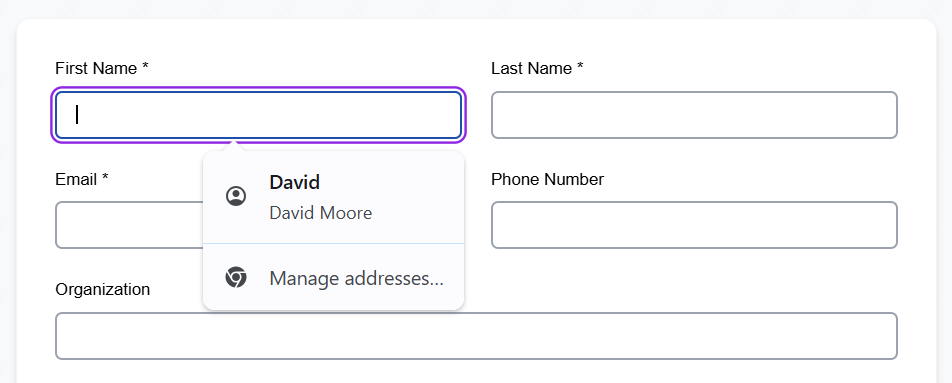 First Name *
Last Name *
David
David Moore
Email *
Phone Number
Manage addresses...
Organization